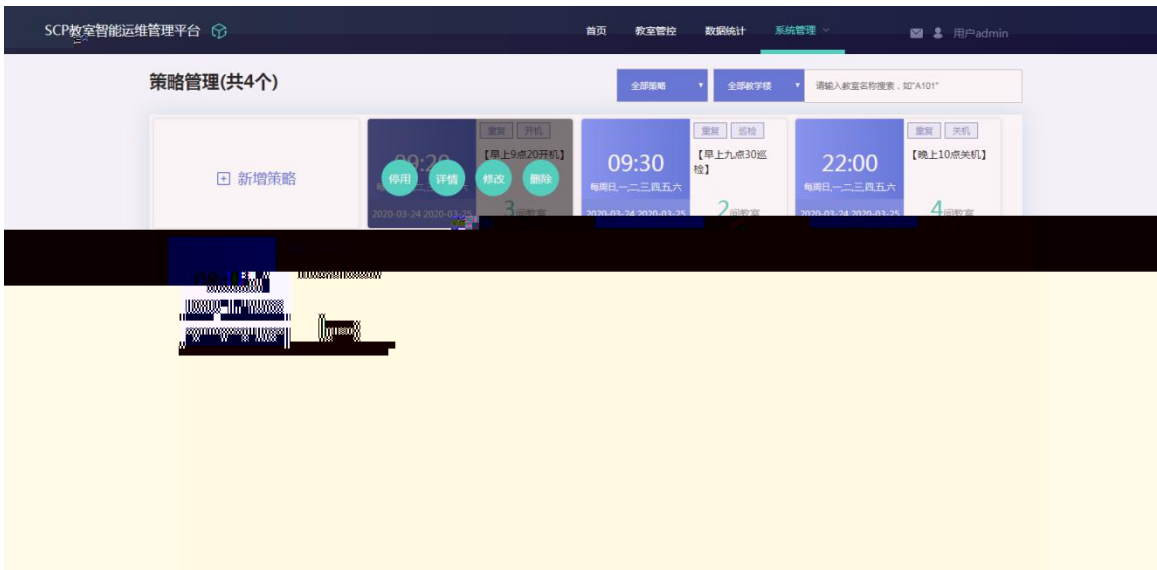 SCP教室智能运维管理平台
首页 教室管控 数据统计 系统管理 用户admin
策略管理(共4个)
全部策略 全部教学楼 请输入教室名称搜索，如"A101"
新增策略
重复 开机
【早上9点20开机】
09:20
停用 详情 修改 删除
2020-03-24 2020-03-25
3间教室
重复 巡检
【早上九点30巡检】
09:30
每周日,一,二,三,四,五,六
2020-03-24 2020-03-25
2间教室
重复 关机
【晚上10点关机】
22:00
每周日,一,二,三,四,五,六
2020-03-24 2020-03-25
4间教室